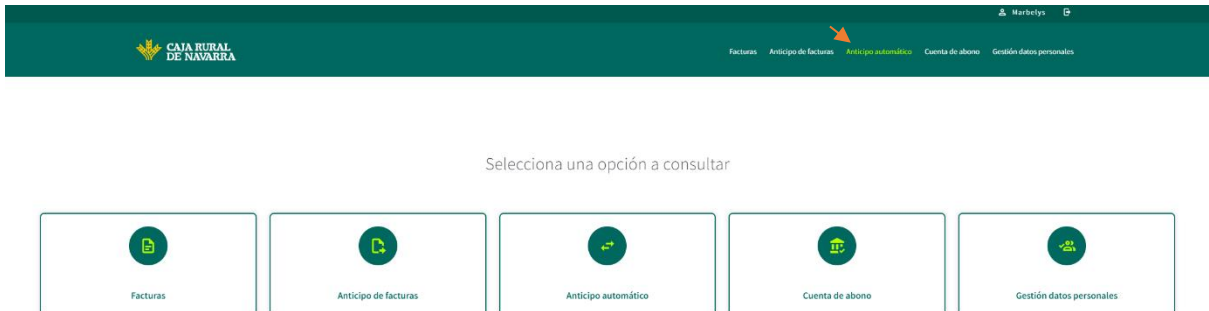 Marbelys
CAJA RURAL
DE NAVARRA
Facturas Anticipo de facturas Anticipo automático Cuenta de abono Gestión datos personales
Selecciona una opción a consultar
Facturas Anticipo de facturas Anticipo automático Cuenta de abono Gestión datos personales